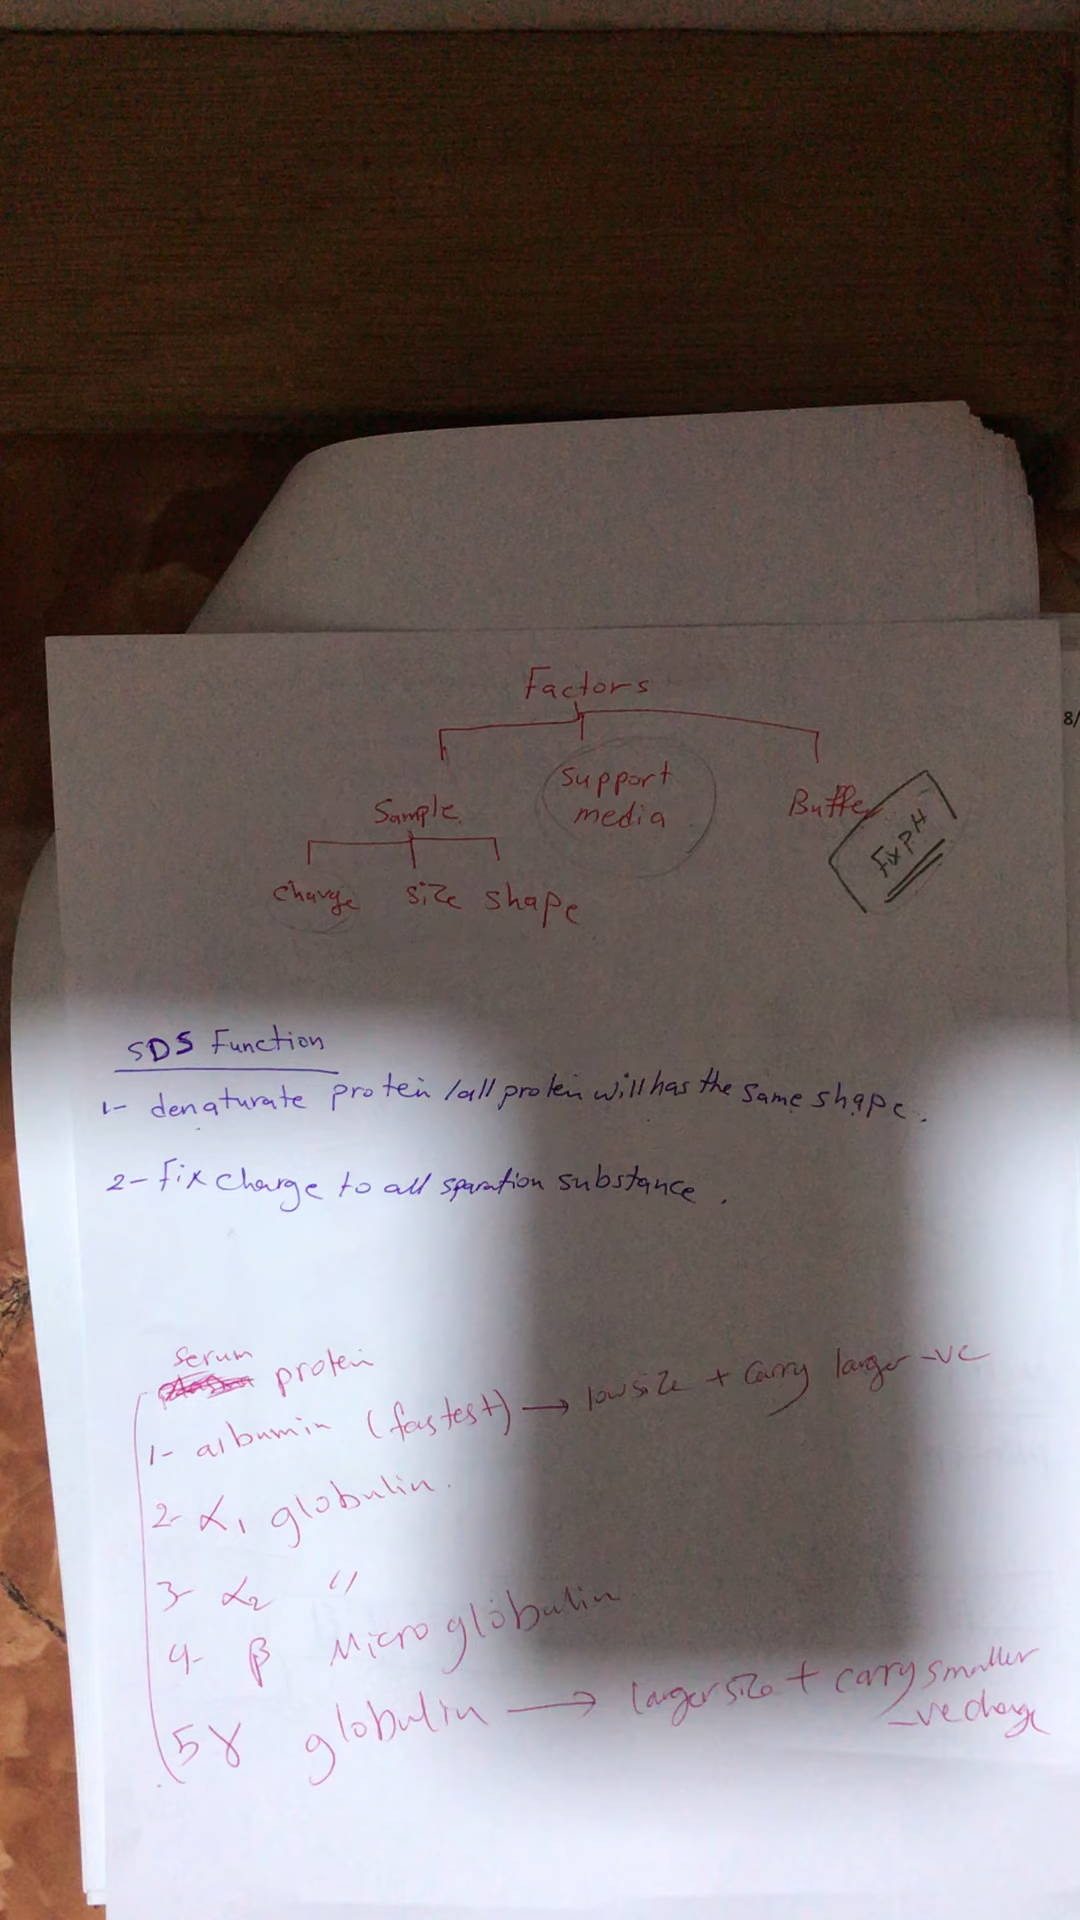 Factors
Sample
Support
media
Buffer
Fix PH
charge size shape
8/
SDS Function
1- denaturate protein / all protein will has the same shape.
2- Fix charge to all sparation substance.
serum
protein
1- albumin (fastest) → low size + carry larger -ve
2- α1 globulin.
3- α2 "
4- β Micro globulin
5 γ globulin → larger size + carry smaller
-ve charge